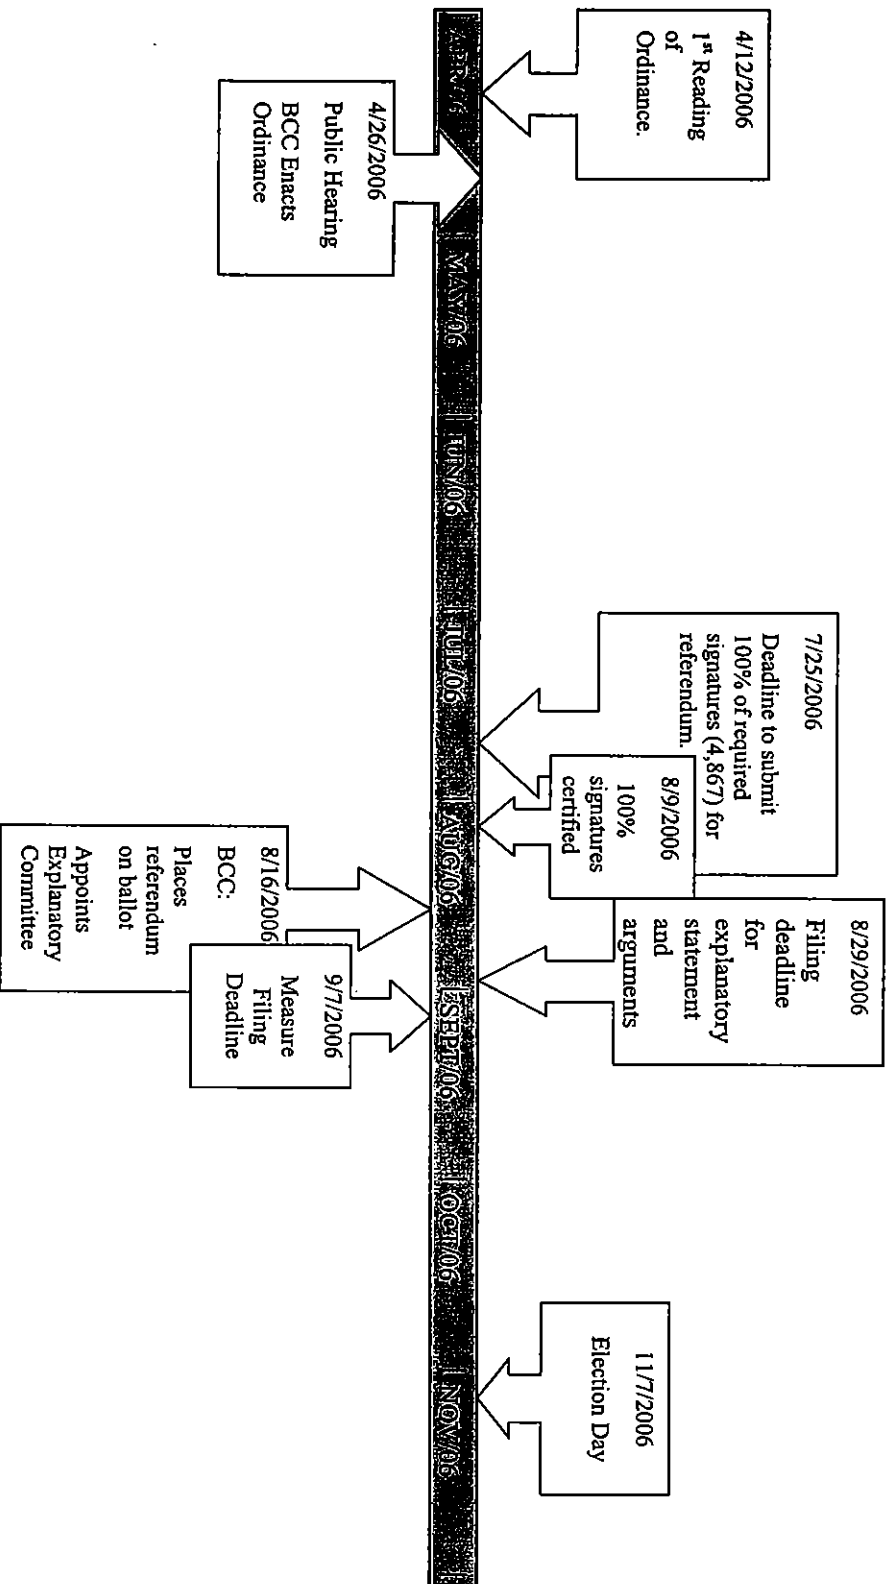 4/12/2006
1st Reading
of
Ordinance.
7/25/2006
Deadline to submit
100% of required
signatures (4,867) for
referendum.
8/9/2006
100%
signatures
certified
8/29/2006
Filing
deadline
for
explanatory
statement
and
arguments
11/7/2006
Election Day
APR/06 MAY/06 JUN/06 JUL/06 AUG/06 SEPT/06 OCT/06 NOV/06
4/26/2006
Public Hearing
BCC Enacts
Ordinance
8/16/2006
BCC:
Places
referendum
on ballot
Appoints
Explanatory
Committee
9/7/2006
Measure
Filing
Deadline